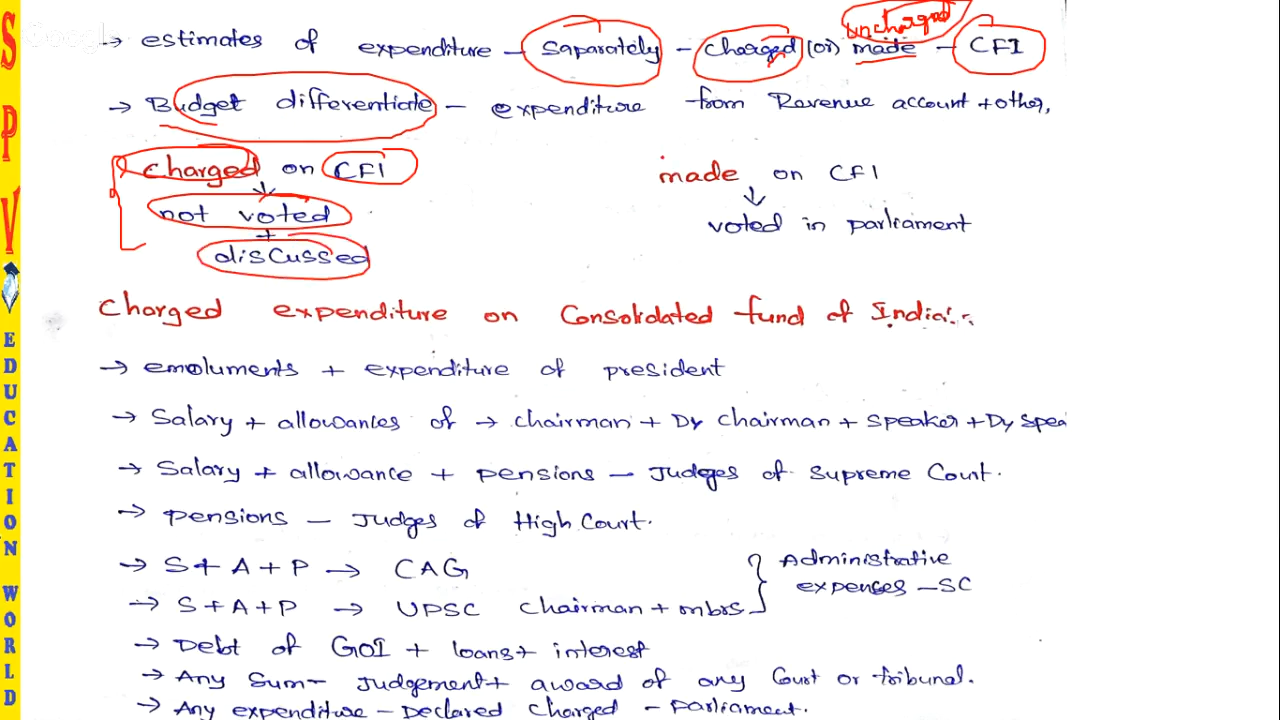 uncharged
→ estimates of expenditure - Saparately - charged (or) made - CFI
→ Budget differentiate - expenditure from Revenue account + other,
charged on CFI
↓
not voted
+
discussed
made on CFI
↓
voted in parliament
Charged expenditure on Consolidated fund of India:-
→ emoluments + expenditure of president
→ Salary + allowances of → chairman + Dy chairman + speaker + Dy spea
→ Salary + allowance + pensions - Judges of Supreme Court.
→ pensions - Judges of High Court.
→ S + A + P → CAG
→ S + A + P → UPSC chairman + mbrs
} Administrative
expenses - SC
→ Debt of GOI + loans + interest
→ Any Sum - Judgement + award of any Court or tribunal.
→ Any expenditure - Declared charged - parliament.
SPV EDUCATION WORLD